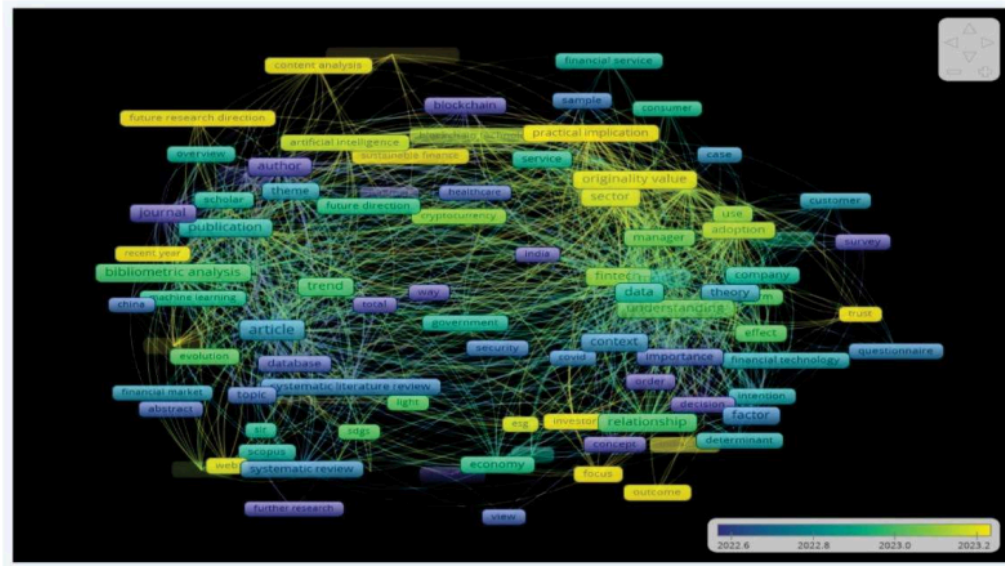 content analysis
financial service
blockchain
sample
consumer
future research direction
artificial intelligence
practical implication
overview
sustainable finance
service
case
author
originality value
scholar
theme
healthcare
sector
customer
future direction
journal
cryptocurrency
use
publication
manager
adoption
survey
recent year
india
bibliometric analysis
fintech
company
trend
way
data
theory
machine learning
china
total
understanding
trust
article
government
effect
context
evolution
database
security
covid
importance
financial technology
questionnaire
order
systematic literature review
financial market
topic
light
decision
intention
abstract
esg
investor
relationship
factor
slr
sdgs
determinant
scopus
concept
economy
web
systematic review
focus
outcome
further research
view
2022.6 2022.8 2023.0 2023.2